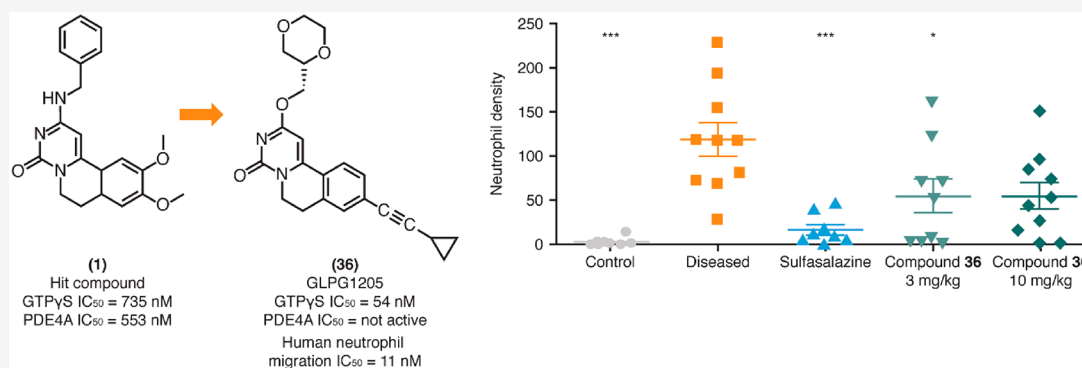 HN
N
O
N
O
O
(1)
Hit compound
GTPγS IC50 = 735 nM
PDE4A IC50 = 553 nM
O
O
O
N
O
N
(36)
GLPG1205
GTPγS IC50 = 54 nM
PDE4A IC50 = not active
Human neutrophil
migration IC50 = 11 nM
Neutrophil density
250
200
150
100
50
0
***
***
*
Control
Diseased
Sulfasalazine
Compound 36
3 mg/kg
Compound 36
10 mg/kg